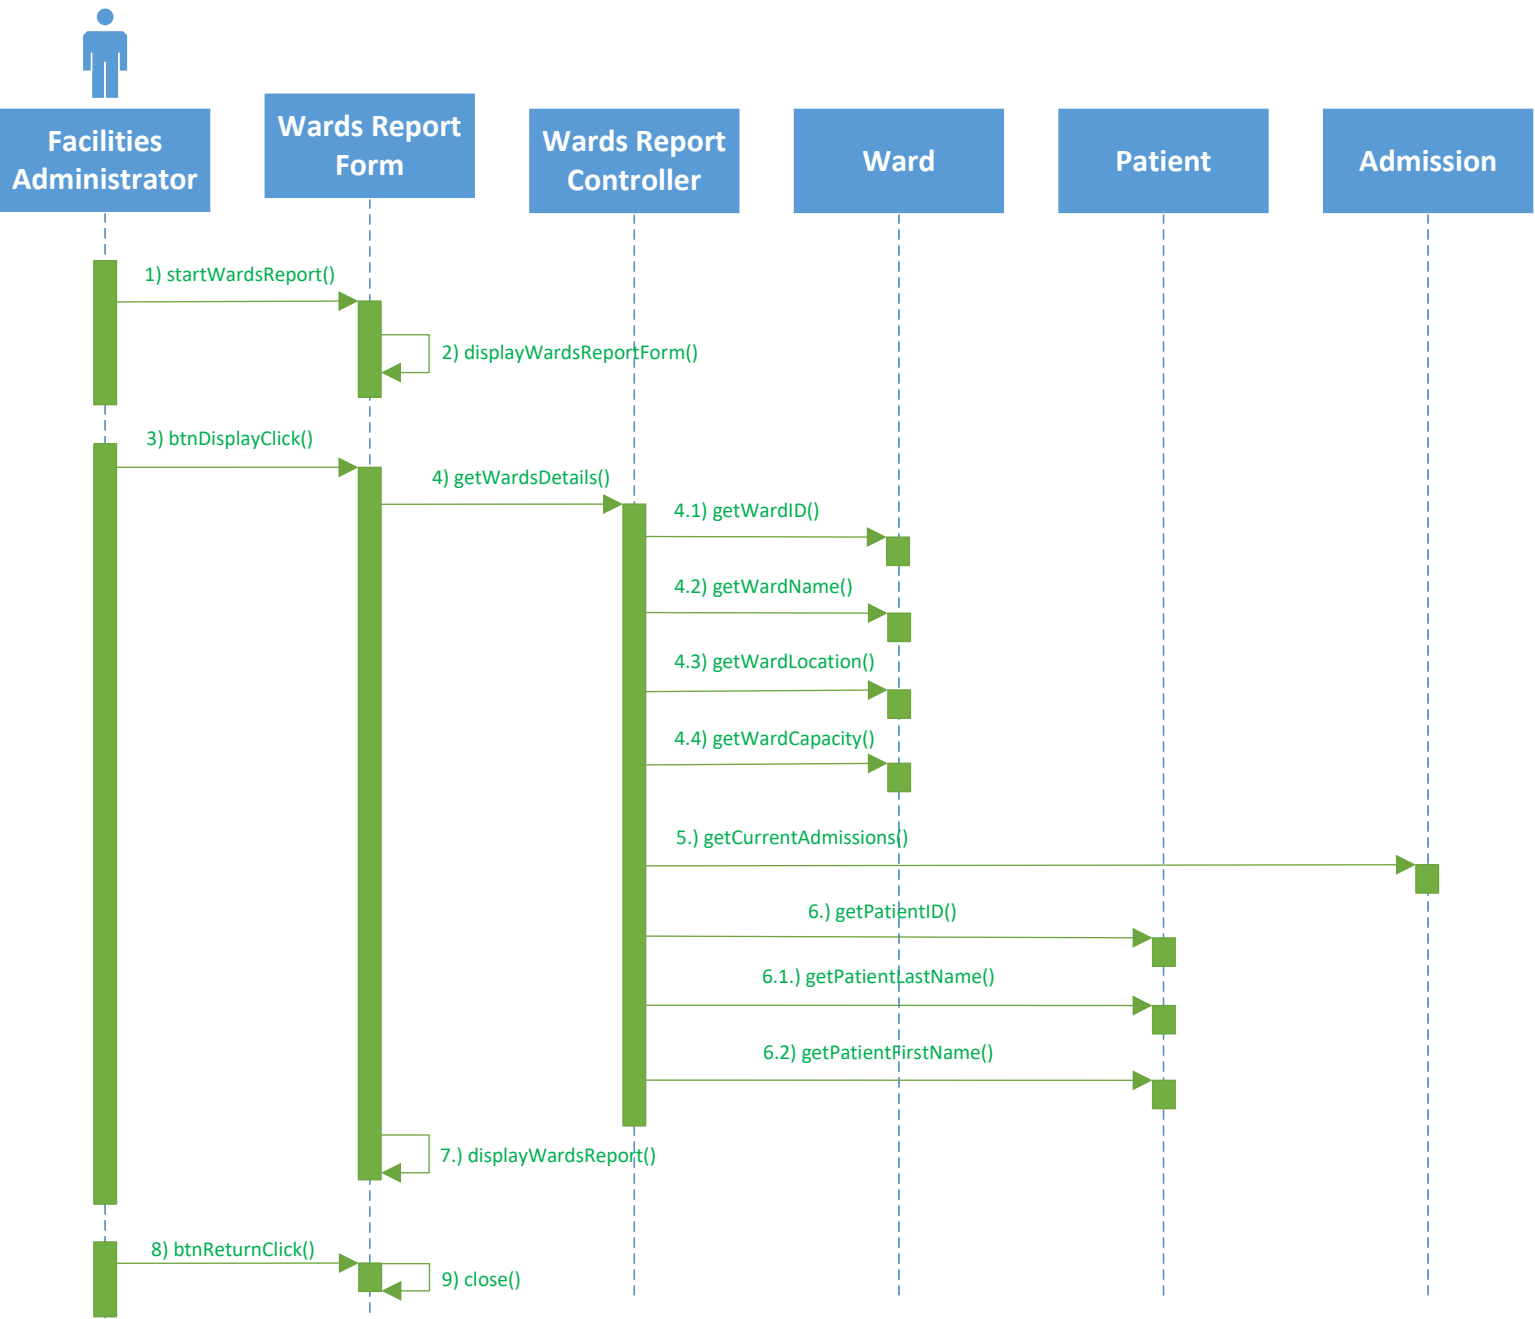 Facilities
Administrator
Wards Report
Form
Wards Report
Controller
Ward
Patient
Admission
1) startWardsReport()
2) displayWardsReportForm()
3) btnDisplayClick()
4) getWardsDetails()
4.1) getWardID()
4.2) getWardName()
4.3) getWardLocation()
4.4) getWardCapacity()
5.) getCurrentAdmissions()
6.) getPatientID()
6.1.) getPatientLastName()
6.2) getPatientFirstName()
7.) displayWardsReport()
8) btnReturnClick()
9) close()